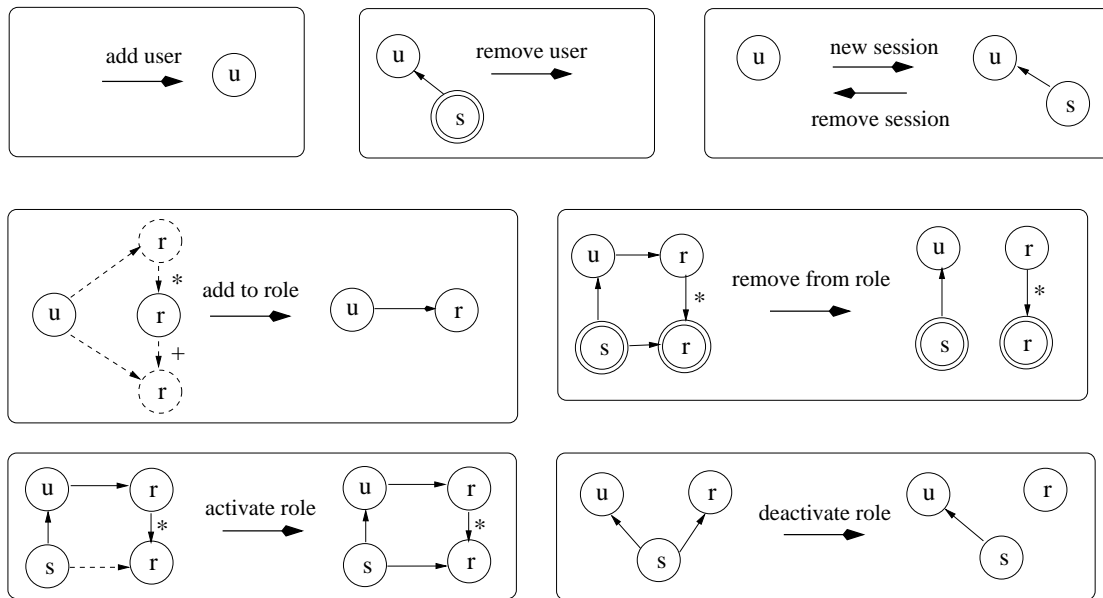 add user
u
u
s
remove user
u
new session
remove session
u
s
r
*
u
r
+
r
add to role
u
r
u
r
*
s
r
remove from role
u
r
*
s
r
u
r
*
s
r
activate role
u
r
*
s
r
u
r
s
deactivate role
u
r
s